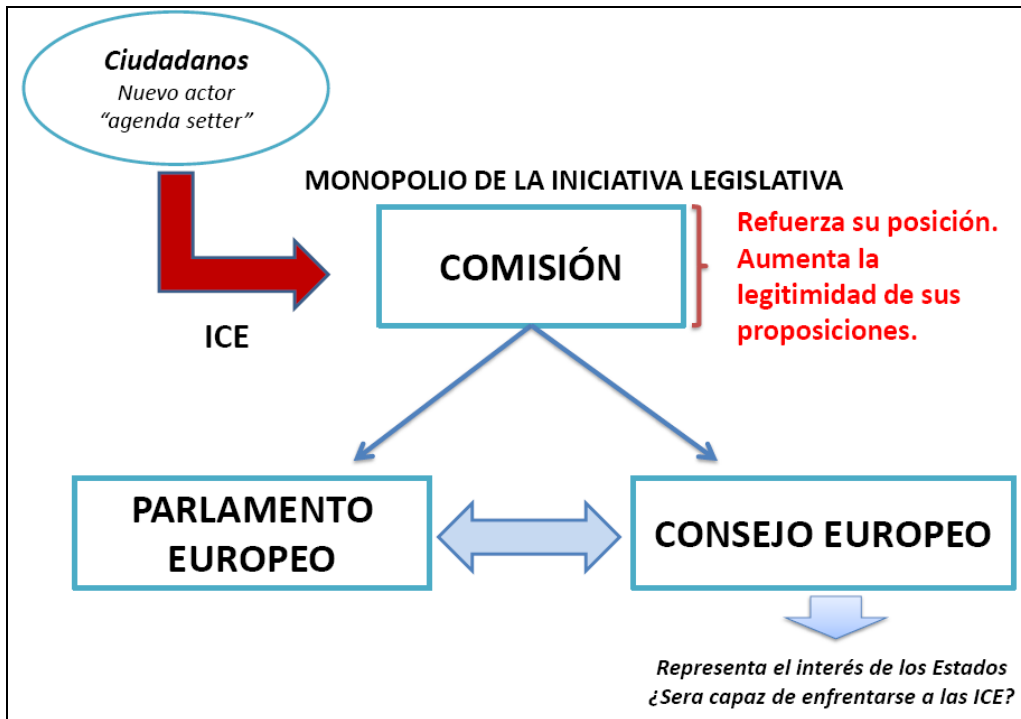 Ciudadanos
Nuevo actor
“agenda setter”
MONOPOLIO DE LA INICIATIVA LEGISLATIVA
COMISIÓN
Refuerza su posición.
Aumenta la
legitimidad de sus
proposiciones.
ICE
PARLAMENTO
EUROPEO
CONSEJO EUROPEO
Representa el interés de los Estados
¿Sera capaz de enfrentarse a las ICE?